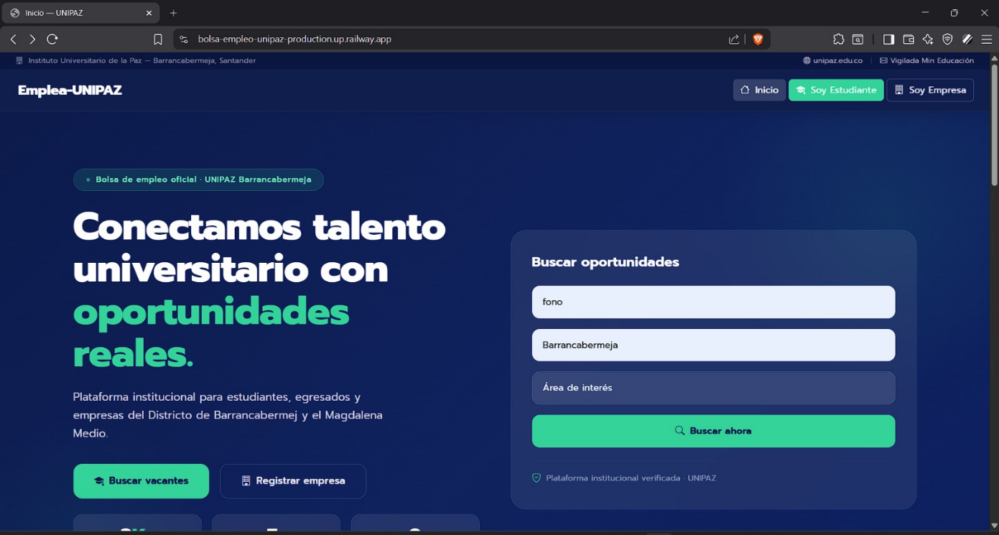 Inicio — UNIPAZ
bolsa-empleo-unipaz-production.up.railway.app
Instituto Universitario de la Paz — Barrancabermeja, Santander
unipaz.edu.co
Vigilada Min Educación
Emplea-UNIPAZ
Inicio
Soy Estudiante
Soy Empresa
Bolsa de empleo oficial · UNIPAZ Barrancabermeja
Conectamos talento
universitario con
oportunidades
reales.
Plataforma institucional para estudiantes, egresados y
empresas del Districto de Barrancabermej y el Magdalena
Medio.
Buscar vacantes
Registrar empresa
Buscar oportunidades
fono
Barrancabermeja
Área de interés
Buscar ahora
Plataforma institucional verificada · UNIPAZ